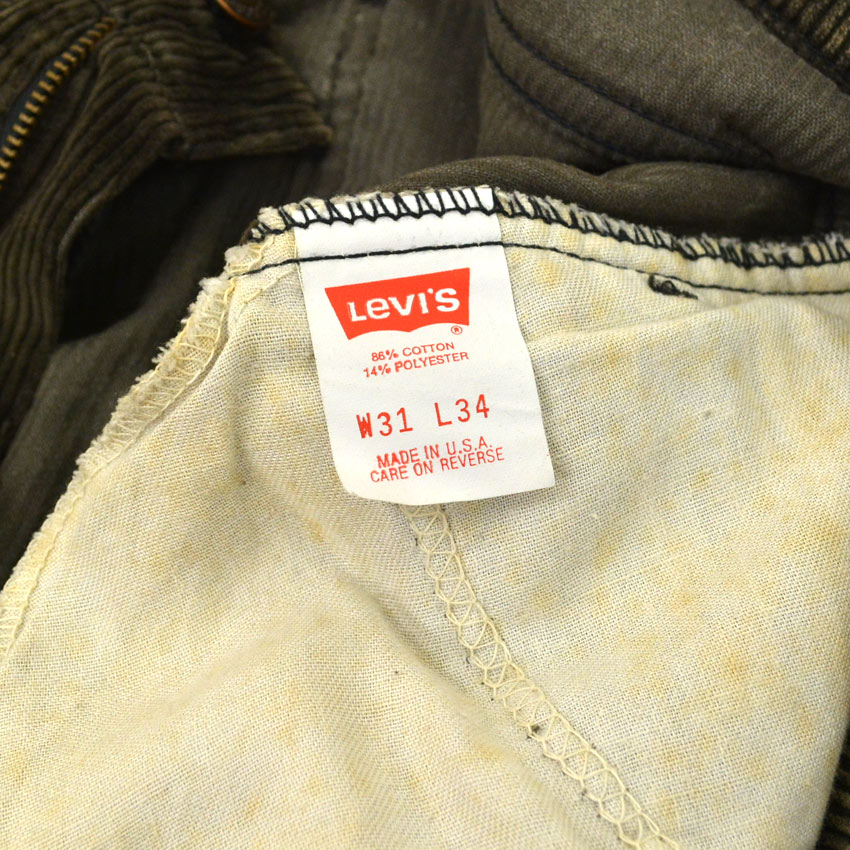 Levi's
®
86% COTTON
14% POLYESTER
W31 L34
MADE IN U.S.A.
CARE ON REVERSE